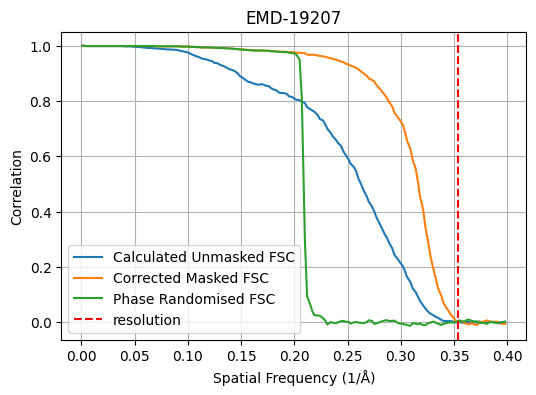 EMD-19207
1.0
0.8
0.6
0.4
0.2
0.0
Correlation
Calculated Unmasked FSC
Corrected Masked FSC
Phase Randomised FSC
resolution
0.00 0.05 0.10 0.15 0.20 0.25 0.30 0.35 0.40
Spatial Frequency (1/Å)